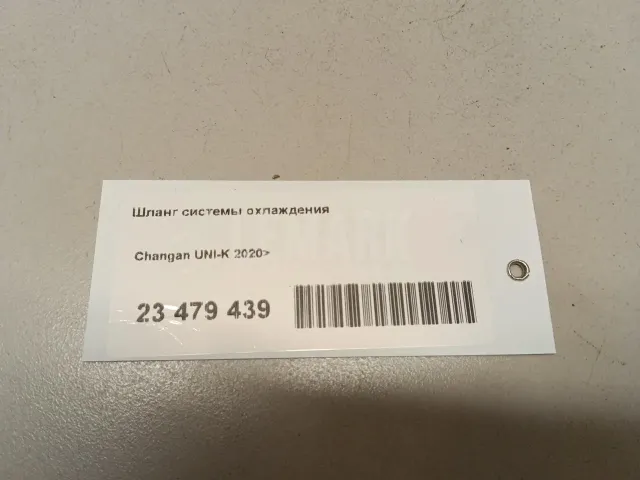 Шланг системы охлаждения
Changan UNI-K 2020>
23 479 439